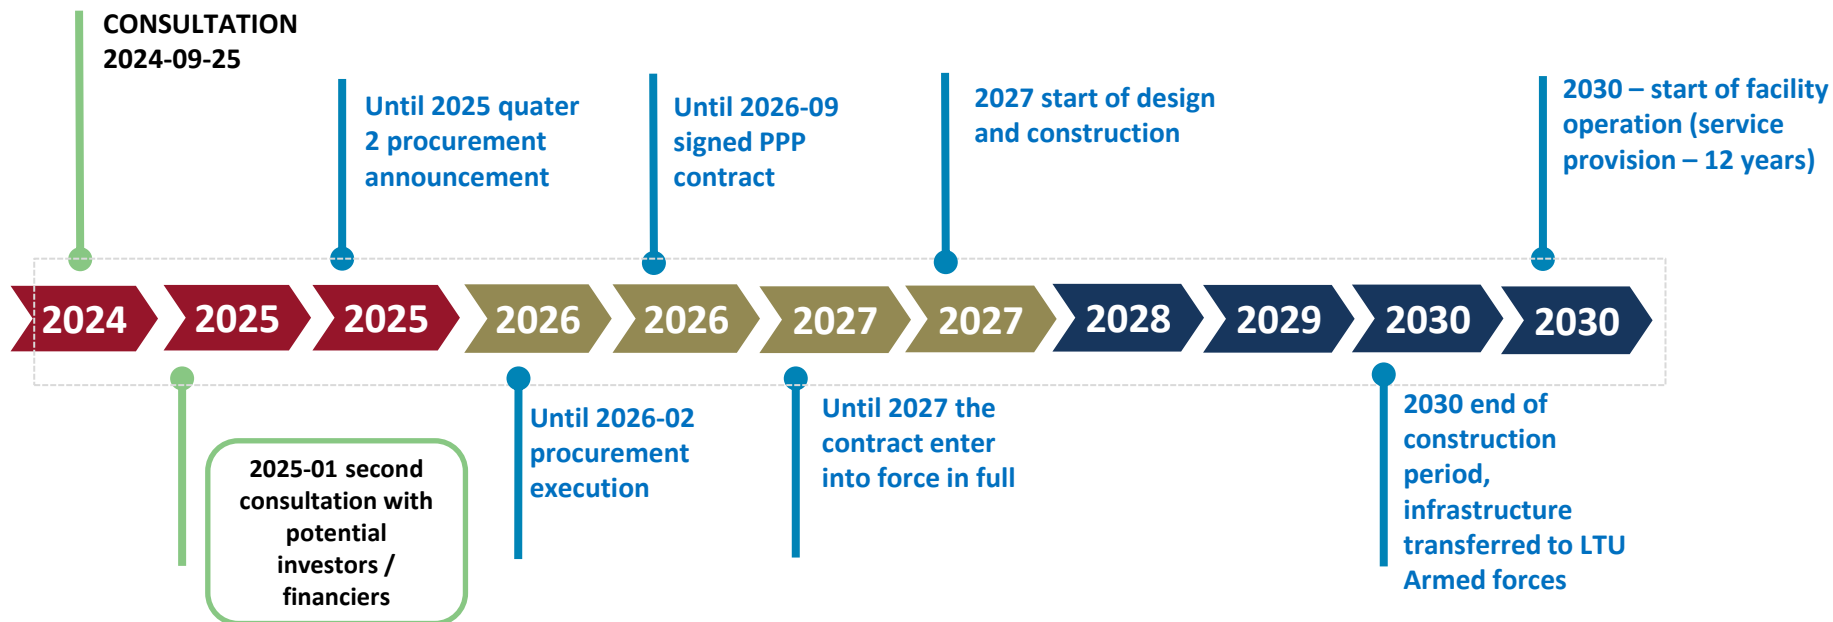 CONSULTATION
2024-09-25
Until 2025 quater
2 procurement
announcement
Until 2026-09
signed PPP
contract
2027 start of design
and construction
2030 – start of facility
operation (service
provision – 12 years)
2024
2025
2025
2026
2026
2027
2027
2028
2029
2030
2030
2025-01 second
consultation with
potential
investors /
financiers
Until 2026-02
procurement
execution
Until 2027 the
contract enter
into force in full
2030 end of
construction
period,
infrastructure
transferred to LTU
Armed forces